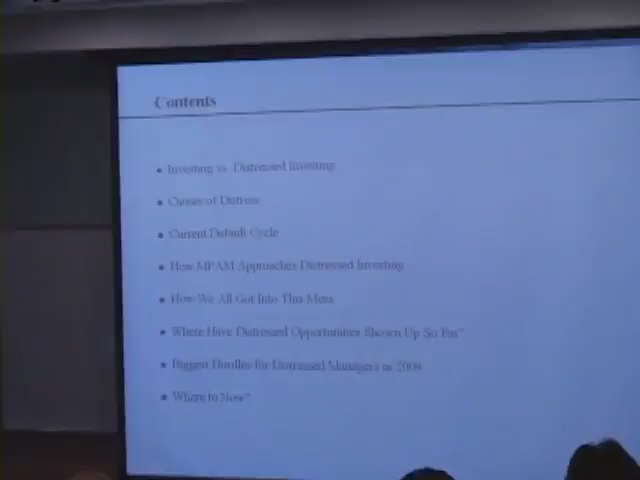 Contents
• Investing vs. Distressed Investing
• Causes of Distress
• Current Default Cycle
• How MPAM Approaches Distressed Investing
• How We All Got Into This Mess
• Where Have Distressed Opportunities Shown Up So Far?
• Biggest Hurdles for Distressed Managers in 2009
• Where to Now?